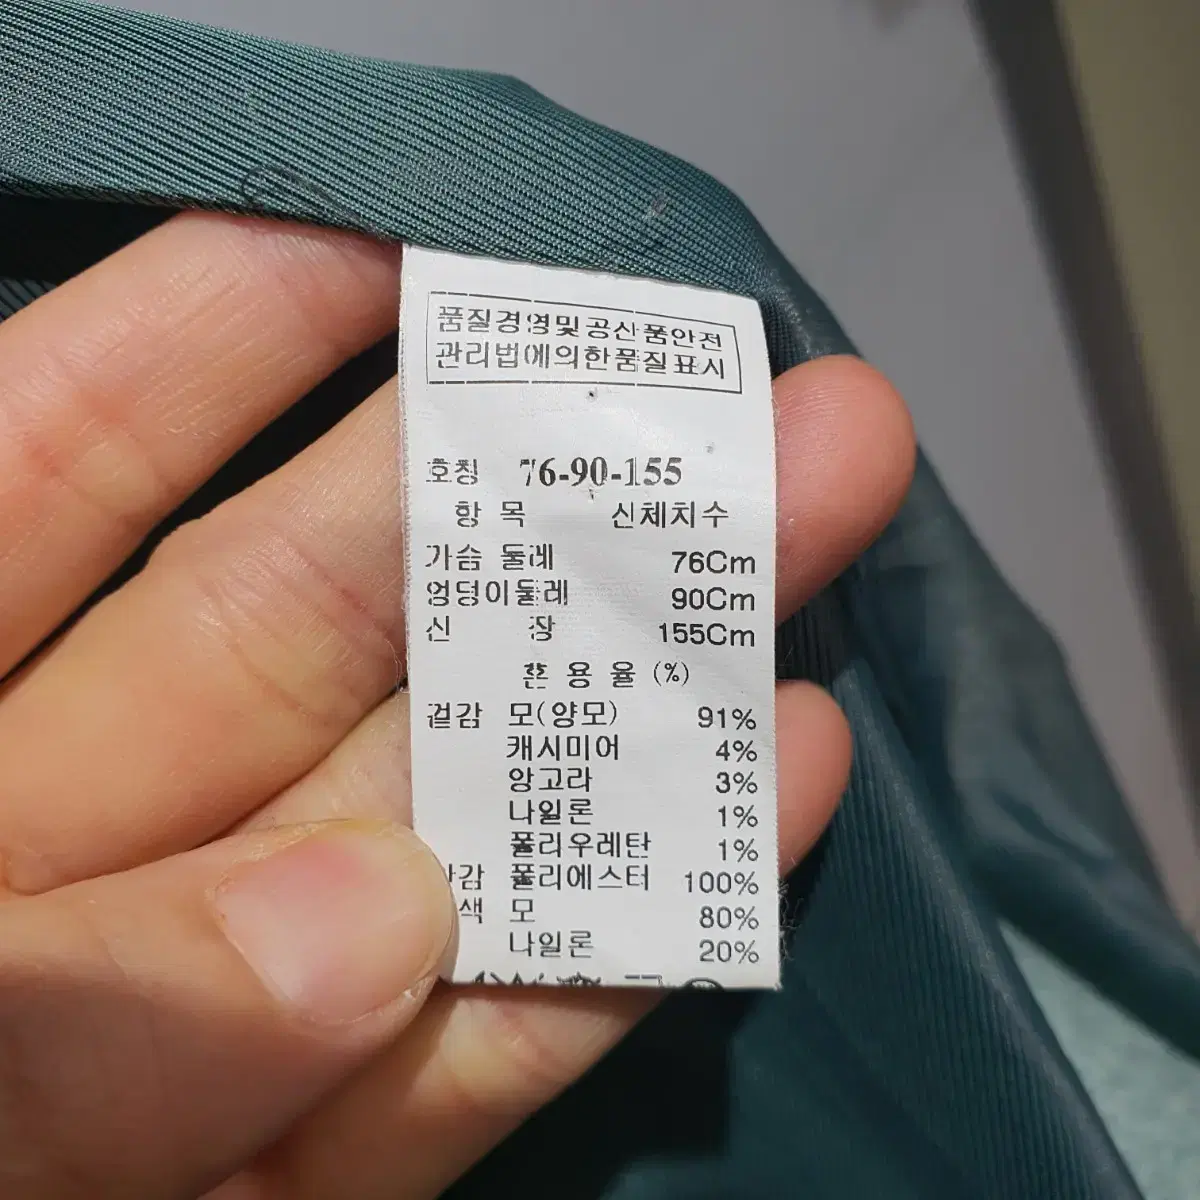 품질경영및공산품안전
관리법에의한품질표시
호칭 76-90-155
항 목 신체치수
가슴 둘레 76Cm
엉덩이둘레 90Cm
신 장 155Cm
혼 용 율 (%)
겉감 모(양모) 91%
캐시미어 4%
앙고라 3%
나일론 1%
폴리우레탄 1%
감 폴리에스터 100%
색 모 80%
나일론 20%